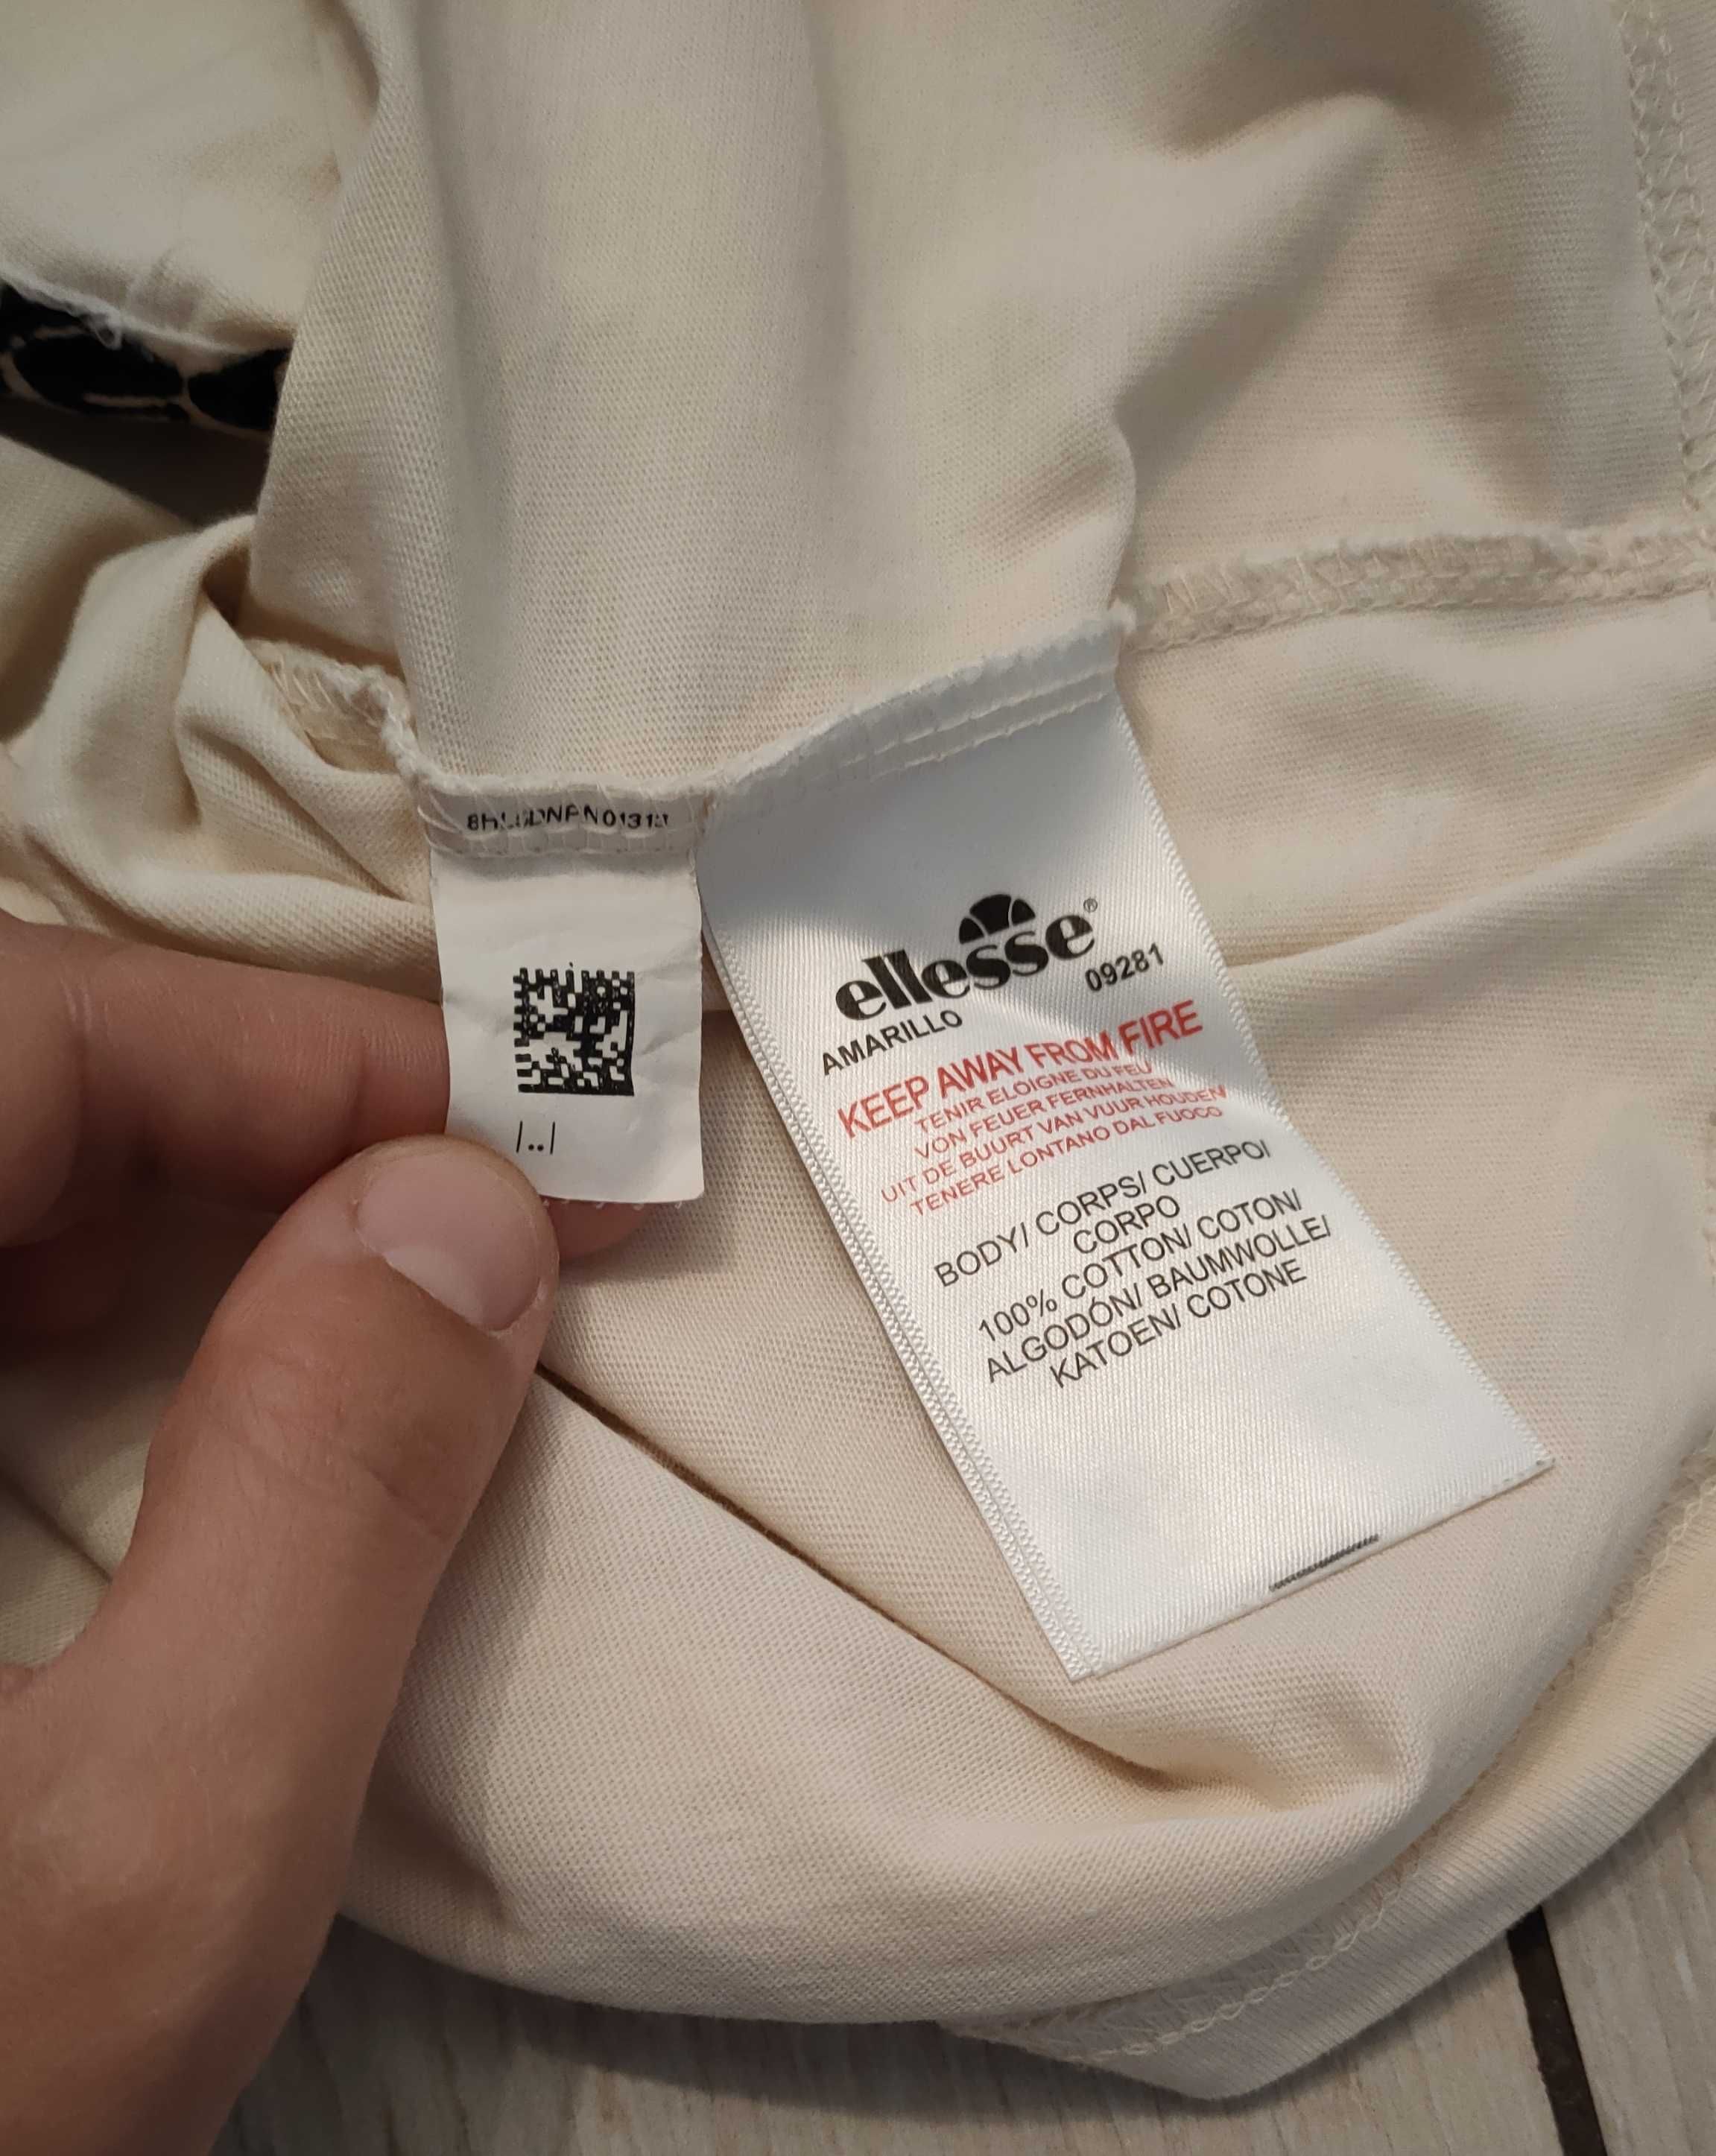 ellesse®
09281
AMARILLO
KEEP AWAY FROM FIRE
TENIR ELOIGNE DU FEU
VON FEUER FERNHALTEN
UIT DE BUURT VAN VUUR HOUDEN
TENERE LONTANO DAL FUOCO
BODY/ CORPS/ CUERPO/
CORPO
100% COTTON/ COTON/
ALGODÓN/ BAUMWOLLE/
KATOEN/ COTONE